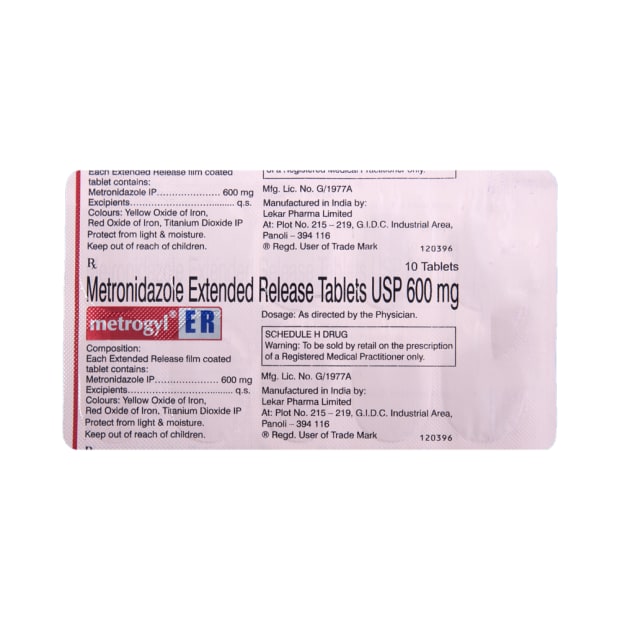 Each Extended Release film coated
tablet contains:
Metronidazole IP..................... 600 mg
Excipients.................................... q.s.
Colours: Yellow Oxide of Iron,
Red Oxide of Iron, Titanium Dioxide IP
Protect from light & moisture.
Keep out of reach of children.
of a Registered Medical Practitioner only.
Mfg. Lic. No. G/1977A
Manufactured in India by:
Lekar Pharma Limited
At: Plot No. 215 – 219, G.I.D.C. Industrial Area,
Panoli – 394 116
® Regd. User of Trade Mark 120396
℞ 10 Tablets
Metronidazole Extended Release Tablets USP 600 mg
metrogyl® ER
Composition:
Each Extended Release film coated
tablet contains:
Metronidazole IP..................... 600 mg
Excipients.................................... q.s.
Colours: Yellow Oxide of Iron,
Red Oxide of Iron, Titanium Dioxide IP
Protect from light & moisture.
Keep out of reach of children.
Dosage: As directed by the Physician.
SCHEDULE H DRUG
Warning: To be sold by retail on the prescription
of a Registered Medical Practitioner only.
Mfg. Lic. No. G/1977A
Manufactured in India by:
Lekar Pharma Limited
At: Plot No. 215 – 219, G.I.D.C. Industrial Area,
Panoli – 394 116
® Regd. User of Trade Mark 120396